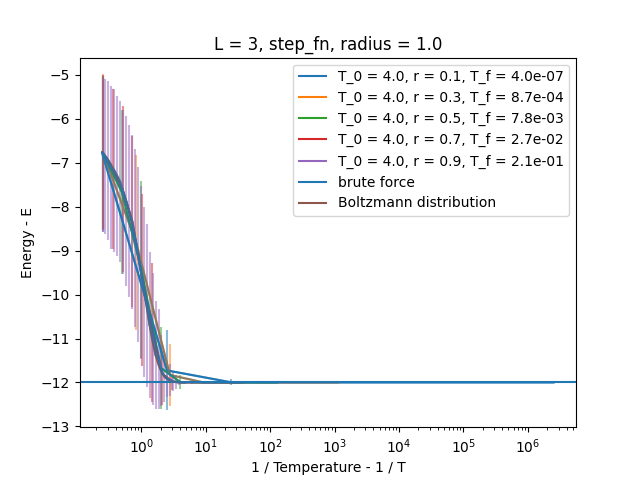 L = 3, step_fn, radius = 1.0
T_0 = 4.0, r = 0.1, T_f = 4.0e-07
T_0 = 4.0, r = 0.3, T_f = 8.7e-04
T_0 = 4.0, r = 0.5, T_f = 7.8e-03
T_0 = 4.0, r = 0.7, T_f = 2.7e-02
T_0 = 4.0, r = 0.9, T_f = 2.1e-01
brute force
Boltzmann distribution
Energy - E
−5
−6
−7
−8
−9
−10
−11
−12
−13
10⁰ 10¹ 10² 10³ 10⁴ 10⁵ 10⁶
1 / Temperature - 1 / T